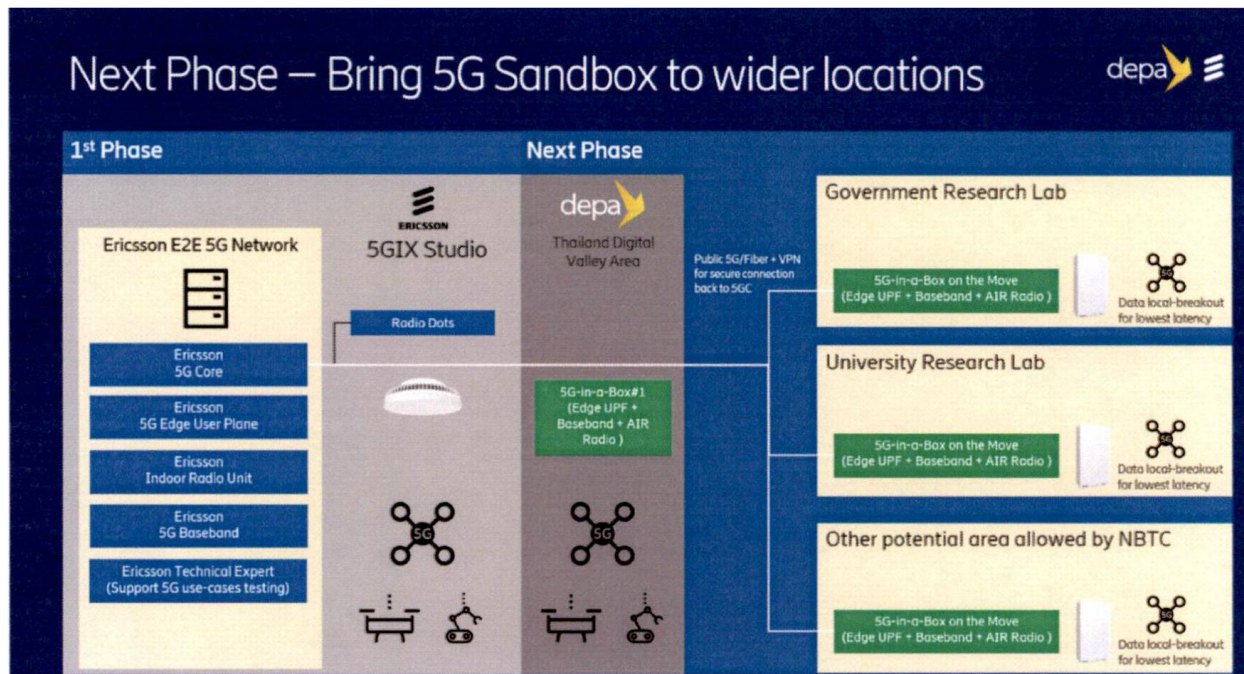 Next Phase – Bring 5G Sandbox to wider locations
depa
1st Phase
Next Phase
Ericsson E2E 5G Network
Ericsson
5G Core
Ericsson
5G Edge User Plane
Ericsson
Indoor Radio Unit
Ericsson
5G Baseband
Ericsson Technical Expert
(Support 5G use-cases testing)
ERICSSON
5GIX Studio
Radio Dots
5G
depa
Thailand Digital
Valley Area
5G-in-a-Box#1
(Edge UPF +
Baseband + AIR
Radio )
5G
Public 5G/Fiber + VPN
for secure connection
back to 5GC
Government Research Lab
5G-in-a-Box on the Move
(Edge UPF + Baseband + AIR Radio )
5G
Data local-breakout
for lowest latency
University Research Lab
5G-in-a-Box on the Move
(Edge UPF + Baseband + AIR Radio )
5G
Data local-breakout
for lowest latency
Other potential area allowed by NBTC
5G-in-a-Box on the Move
(Edge UPF + Baseband + AIR Radio )
5G
Data local-breakout
for lowest latency